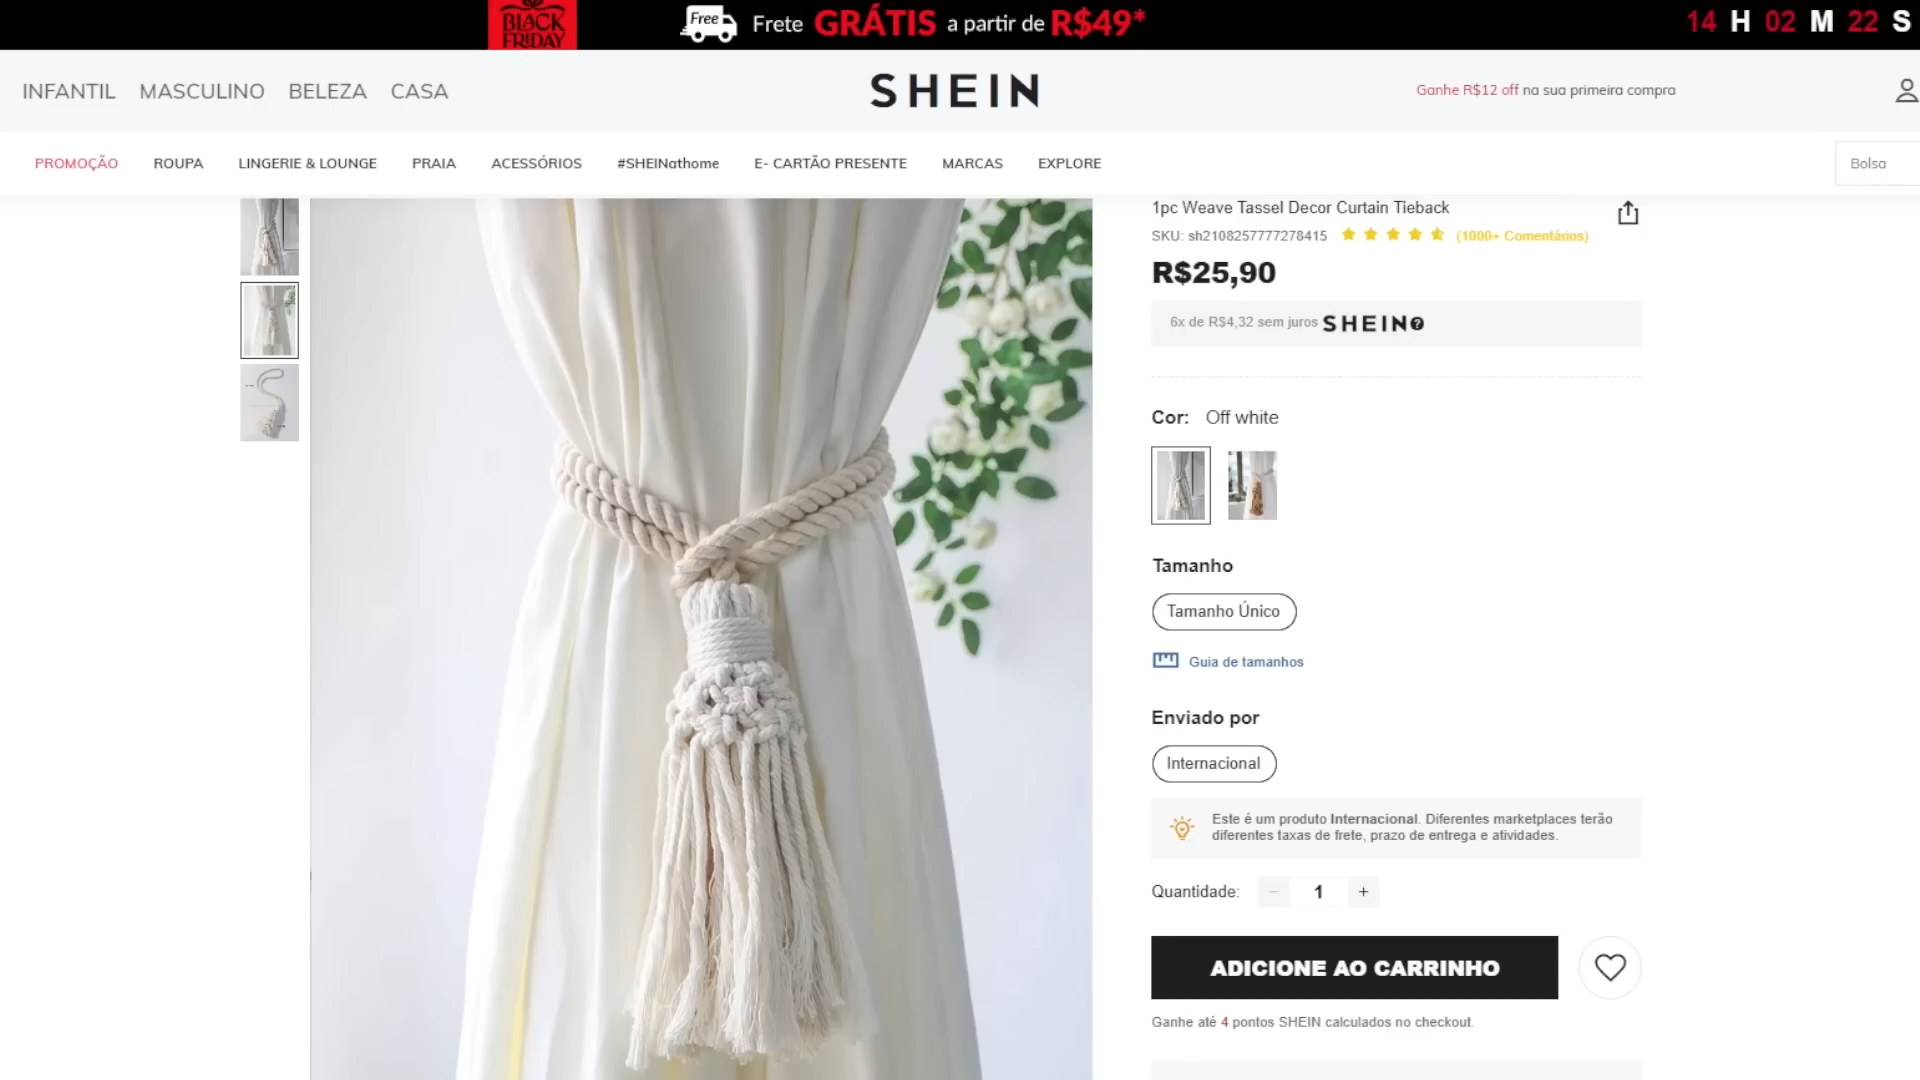 BLACK
FRIDAY
Free
Frete GRÁTIS a partir de R$49*
14 H 02 M 22 S
INFANTIL MASCULINO BELEZA CASA
SHEIN
Ganhe R$12 off na sua primeira compra
PROMOÇÃO ROUPA LINGERIE & LOUNGE PRAIA ACESSÓRIOS #SHEINathome E- CARTÃO PRESENTE MARCAS EXPLORE
Bolsa
1pc Weave Tassel Decor Curtain Tieback
SKU: sh2108257777278415 (1000+ Comentários)
R$25,90
6x de R$4,32 sem juros SHEIN?
Cor: Off white
Tamanho
Tamanho Único
Guia de tamanhos
Enviado por
Internacional
Este é um produto Internacional. Diferentes marketplaces terão
diferentes taxas de frete, prazo de entrega e atividades.
Quantidade: − 1 +
ADICIONE AO CARRINHO
Ganhe até 4 pontos SHEIN calculados no checkout.